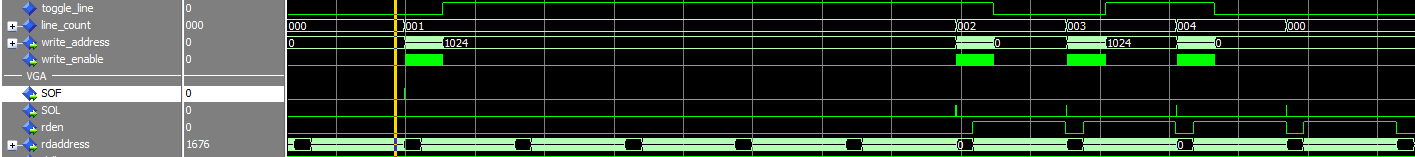 toggle_line 0
line_count 000 000 001 002 003 004 000
write_address 0 0 1024 0 1024 0
write_enable 0
VGA
SOF 0
SOL 0
rden 0
rdaddress 1676 0 0